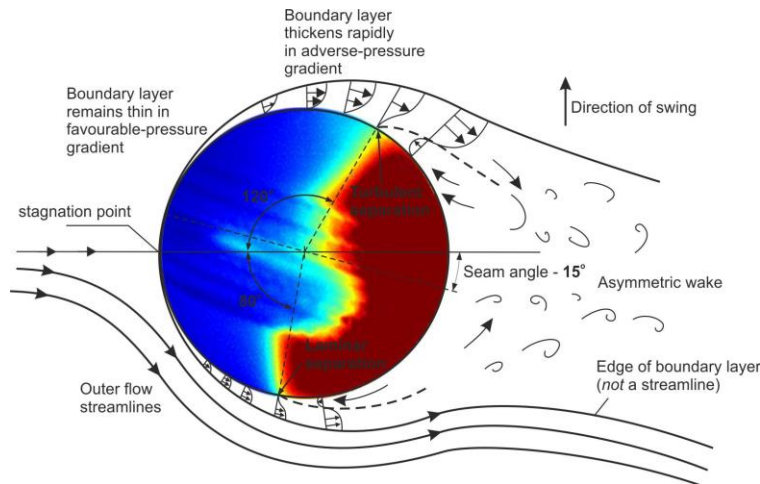 Boundary layer
thickens rapidly
in adverse-pressure
gradient
Boundary layer
remains thin in
favourable-pressure
gradient
Direction of swing
120°
Turbulent
separation
stagnation point
Seam angle - 15°
80°
Asymmetric wake
Laminar
separation
Outer flow
streamlines
Edge of boundary layer
(not a streamline)